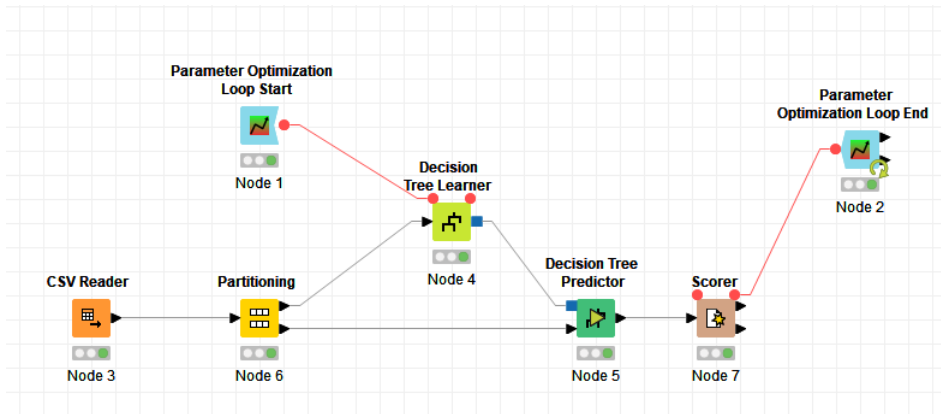 Parameter Optimization
Loop Start
Node 1
Parameter
Optimization Loop End
Node 2
Decision
Tree Learner
Node 4
CSV Reader
Node 3
Partitioning
Node 6
Decision Tree
Predictor
Node 5
Scorer
Node 7